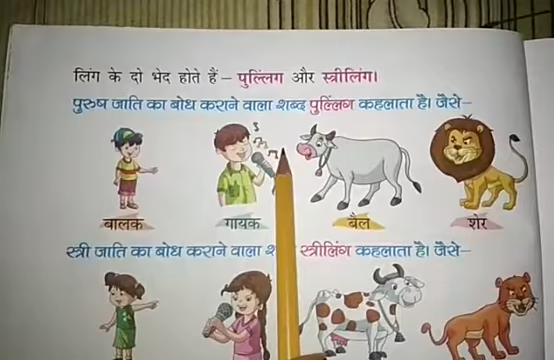 लिंग के दो भेद होते हैं– पुल्लिंग और स्त्रीलिंग।
पुरुष जाति का बोध कराने वाला शब्द पुल्लिंग कहलाता है। जैसे–
बालक गायक बैल शेर
स्त्री जाति का बोध कराने वाला स्त्रीलिंग कहलाता है। जैसे–